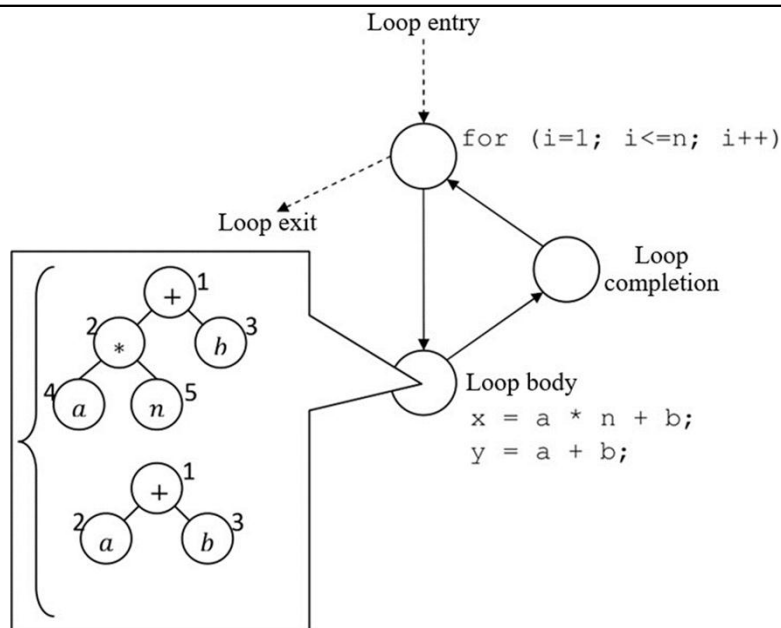 Loop entry
for (i=1; i<=n; i++)
Loop exit
Loop
completion
1
+
2
*
b
3
4
a
n
5
Loop body
x = a * n + b;
y = a + b;
1
+
2
a
b
3